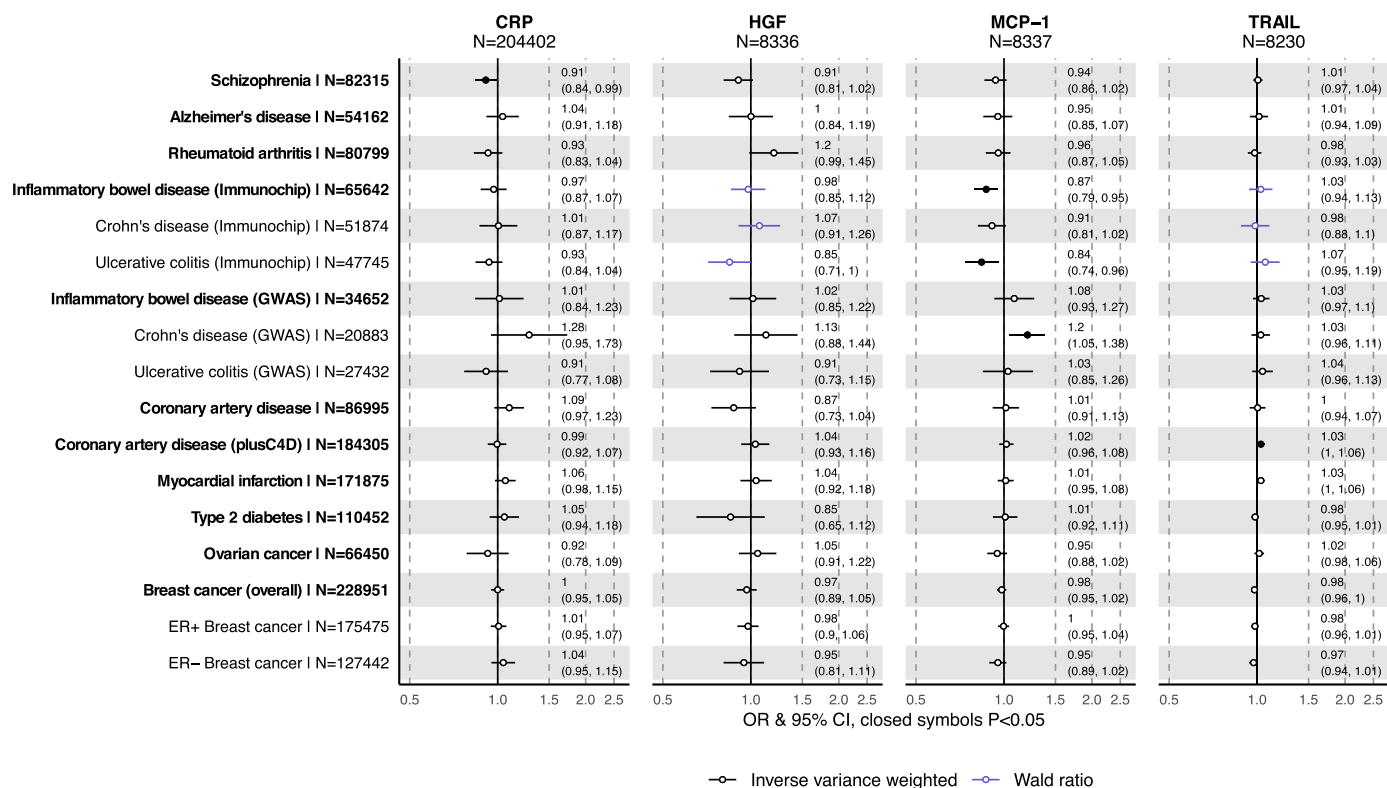 CRP HGF MCP−1 TRAIL
N=204402 N=8336 N=8337 N=8230
Schizophrenia | N=82315 0.91 0.91 0.94 1.01
(0.84, 0.99) (0.81, 1.02) (0.86, 1.02) (0.97, 1.04)
Alzheimer's disease | N=54162 1.04 1 0.95 1.01
(0.91, 1.18) (0.84, 1.19) (0.85, 1.07) (0.94, 1.09)
Rheumatoid arthritis | N=80799 0.93 1.2 0.96 0.98
(0.83, 1.04) (0.99, 1.45) (0.87, 1.05) (0.93, 1.03)
Inflammatory bowel disease (Immunochip) | N=65642 0.97 0.98 0.87 1.03
(0.87, 1.07) (0.85, 1.12) (0.79, 0.95) (0.94, 1.13)
Crohn's disease (Immunochip) | N=51874 1.01 1.07 0.91 0.98
(0.87, 1.17) (0.91, 1.26) (0.81, 1.02) (0.88, 1.1)
Ulcerative colitis (Immunochip) | N=47745 0.93 0.85 0.84 1.07
(0.84, 1.04) (0.71, 1) (0.74, 0.96) (0.95, 1.19)
Inflammatory bowel disease (GWAS) | N=34652 1.01 1.02 1.08 1.03
(0.84, 1.23) (0.85, 1.22) (0.93, 1.27) (0.97, 1.1)
Crohn's disease (GWAS) | N=20883 1.28 1.13 1.2 1.03
(0.95, 1.73) (0.88, 1.44) (1.05, 1.38) (0.96, 1.11)
Ulcerative colitis (GWAS) | N=27432 0.91 0.91 1.03 1.04
(0.77, 1.08) (0.73, 1.15) (0.85, 1.26) (0.96, 1.13)
Coronary artery disease | N=86995 1.09 0.87 1.01 1
(0.97, 1.23) (0.73, 1.04) (0.91, 1.13) (0.94, 1.07)
Coronary artery disease (plusC4D) | N=184305 0.99 1.04 1.02 1.03
(0.92, 1.07) (0.93, 1.16) (0.96, 1.08) (1, 1.06)
Myocardial infarction | N=171875 1.06 1.04 1.01 1.03
(0.98, 1.15) (0.92, 1.18) (0.95, 1.08) (1, 1.06)
Type 2 diabetes | N=110452 1.05 0.85 1.01 0.98
(0.94, 1.18) (0.65, 1.12) (0.92, 1.11) (0.95, 1.01)
Ovarian cancer | N=66450 0.92 1.05 0.95 1.02
(0.78, 1.09) (0.91, 1.22) (0.88, 1.02) (0.98, 1.06)
Breast cancer (overall) | N=228951 1 0.97 0.98 0.98
(0.95, 1.05) (0.89, 1.05) (0.95, 1.02) (0.96, 1)
ER+ Breast cancer | N=175475 1.01 0.98 1 0.98
(0.95, 1.07) (0.9, 1.06) (0.95, 1.04) (0.96, 1.01)
ER− Breast cancer | N=127442 1.04 0.95 0.95 0.97
(0.95, 1.15) (0.81, 1.11) (0.89, 1.02) (0.94, 1.01)
0.5 1.0 1.5 2.0 2.5 0.5 1.0 1.5 2.0 2.5 0.5 1.0 1.5 2.0 2.5 0.5 1.0 1.5 2.0 2.5
OR & 95% CI, closed symbols P<0.05
Inverse variance weighted Wald ratio